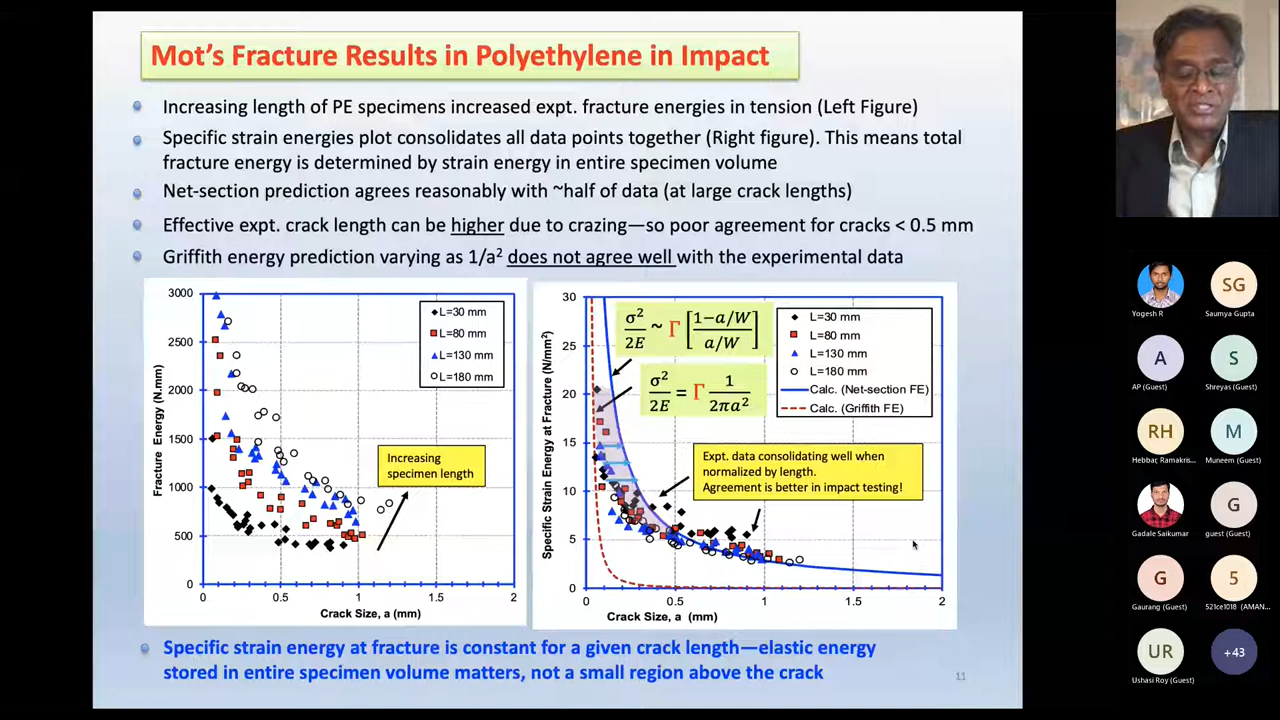 Mot's Fracture Results in Polyethylene in Impact
Increasing length of PE specimens increased expt. fracture energies in tension (Left Figure)
Specific strain energies plot consolidates all data points together (Right figure). This means total
fracture energy is determined by strain energy in entire specimen volume
Net-section prediction agrees reasonably with ~half of data (at large crack lengths)
Effective expt. crack length can be higher due to crazing—so poor agreement for cracks < 0.5 mm
Griffith energy prediction varying as 1/a² does not agree well with the experimental data
3000
2500
2000
1500
1000
500
0
0 0.5 1 1.5 2
Fracture Energy (N.mm)
Crack Size, a (mm)
L=30 mm
L=80 mm
L=130 mm
L=180 mm
Increasing
specimen length
30
25
20
15
10
5
0
0 0.5 1 1.5 2
Specific Strain Energy at Fracture (N/mm²)
Crack Size, a (mm)
σ²/2E ~ Γ [(1−a/W)/(a/W)]
σ²/2E = Γ 1/2πa²
L=30 mm
L=80 mm
L=130 mm
L=180 mm
Calc. (Net-section FE)
Calc. (Griffith FE)
Expt. data consolidating well when
normalized by length.
Agreement is better in impact testing!
Specific strain energy at fracture is constant for a given crack length—elastic energy
stored in entire specimen volume matters, not a small region above the crack
11
Yogesh R
SG
Saumya Gupta
A
AP (Guest)
S
Shreyas (Guest)
RH
Hebbar, Ramakris...
M
Muneem (Guest)
Gadale Saikumar
G
guest (Guest)
G
Gaurang (Guest)
5
521ce1018 (AMAN...
UR
Ushasi Roy (Guest)
+43